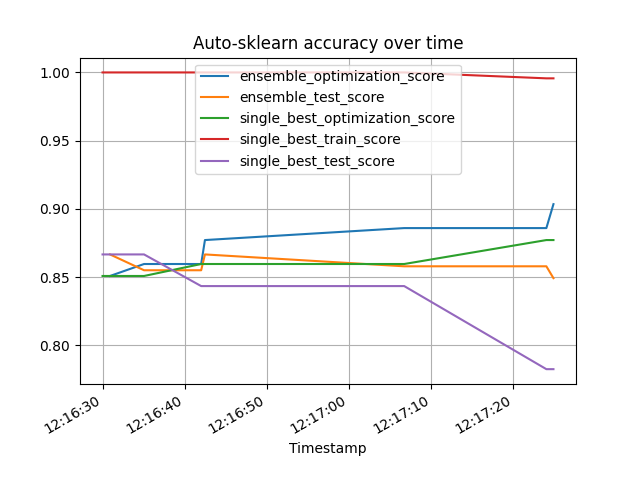 Auto-sklearn accuracy over time
1.00
0.95
0.90
0.85
0.80
ensemble_optimization_score
ensemble_test_score
single_best_optimization_score
single_best_train_score
single_best_test_score
12:16:30
12:16:40
12:16:50
12:17:00
12:17:10
12:17:20
Timestamp